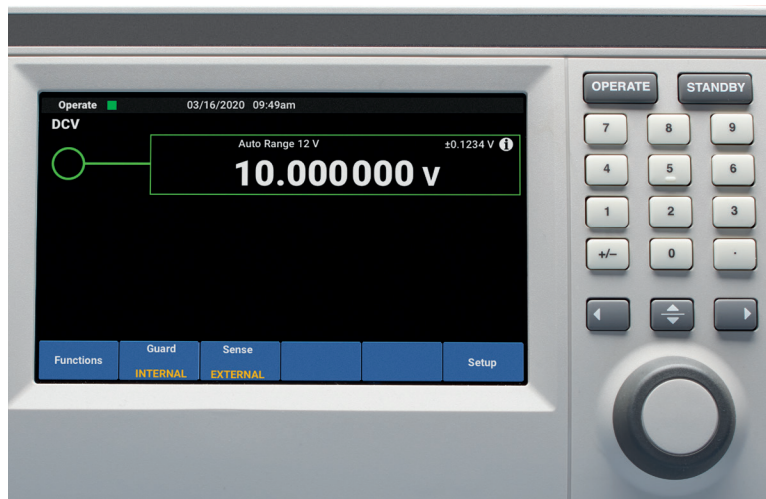 Operate 03/16/2020 09:49am
DCV
Auto Range 12 V ±0.1234 V
10.000000 V
Functions
Guard
INTERNAL
Sense
EXTERNAL
Setup
OPERATE STANDBY
7 8 9
4 5 6
1 2 3
+/− 0 ·